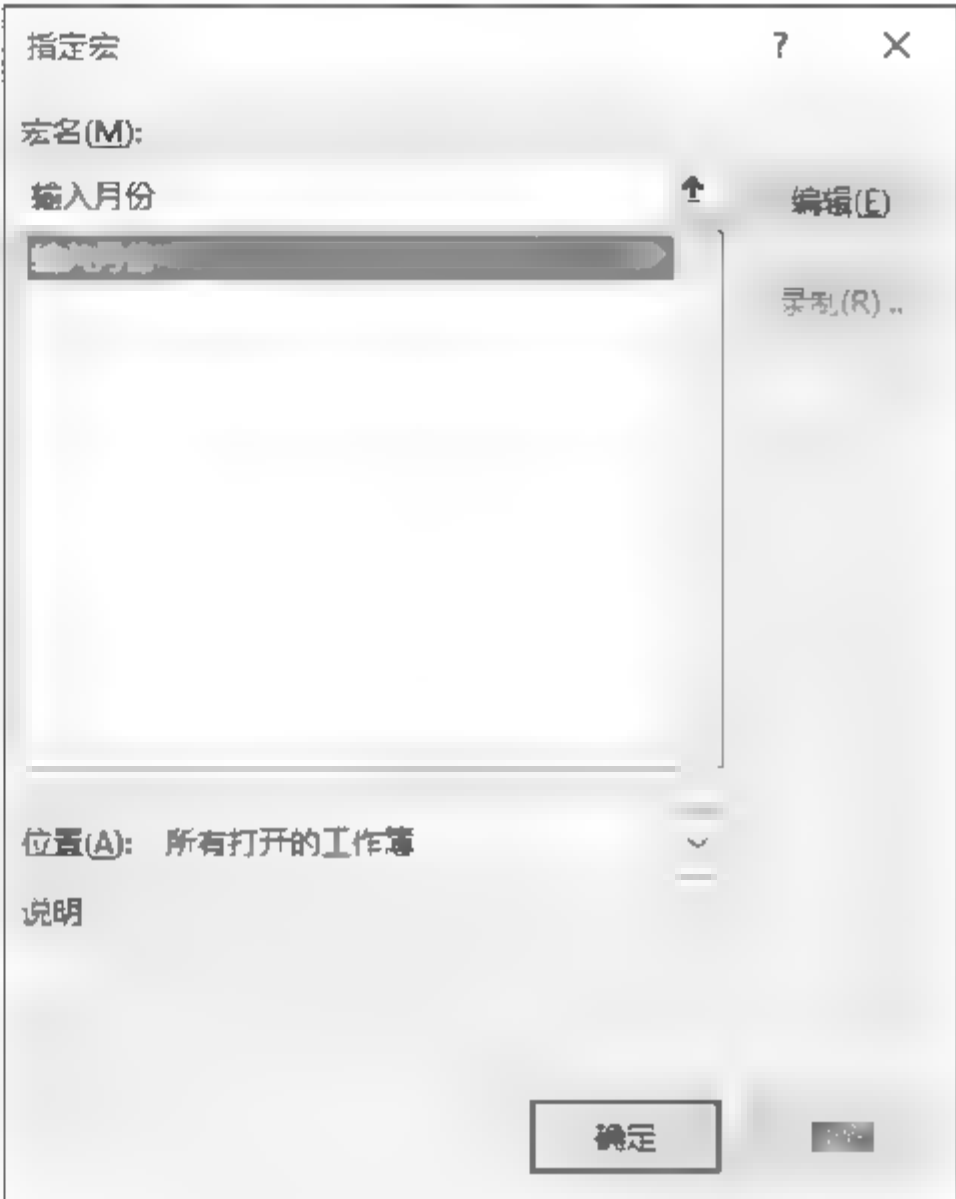 指定宏 ? ×
宏名(M):
输入月份
编辑(E)
录制(R)..
位置(A): 所有打开的工作簿
说明
确定